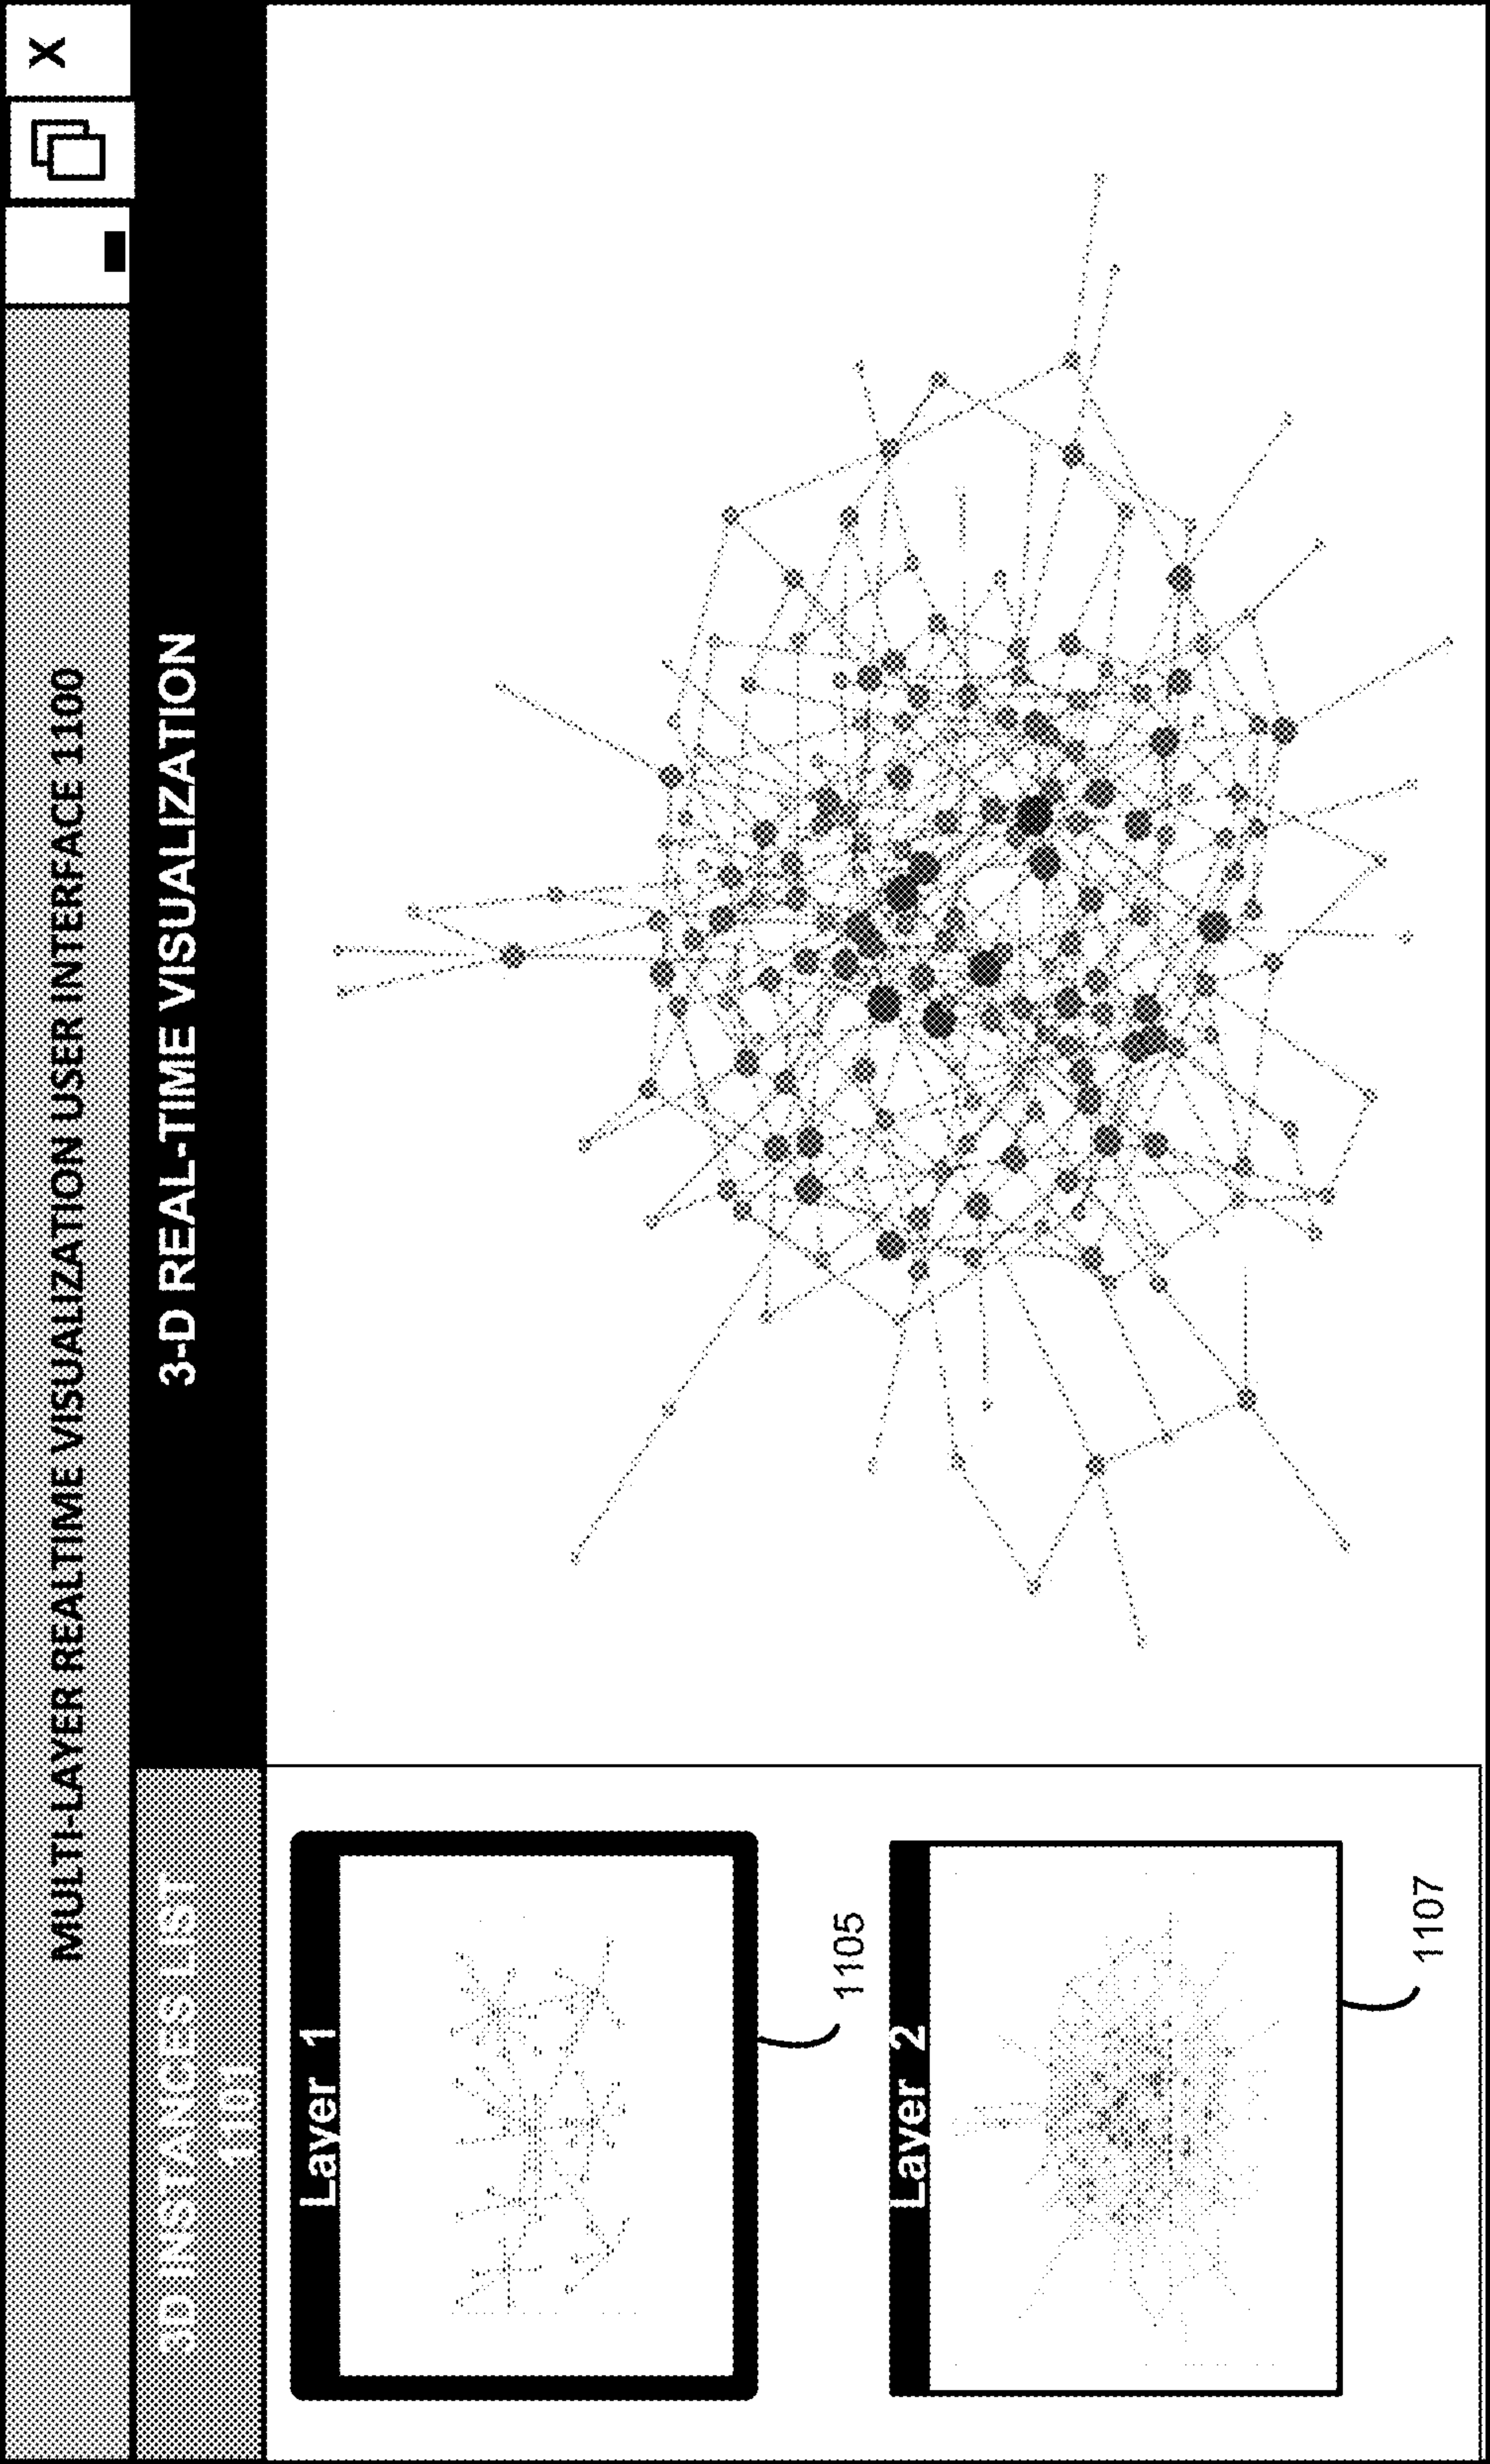 MULTI-LAYER REALTIME VISUALIZATION USER INTERFACE 1100
X
3D INSTANCES LIST
1101
3-D REAL-TIME VISUALIZATION
Layer 1
1105
Layer 2
1107